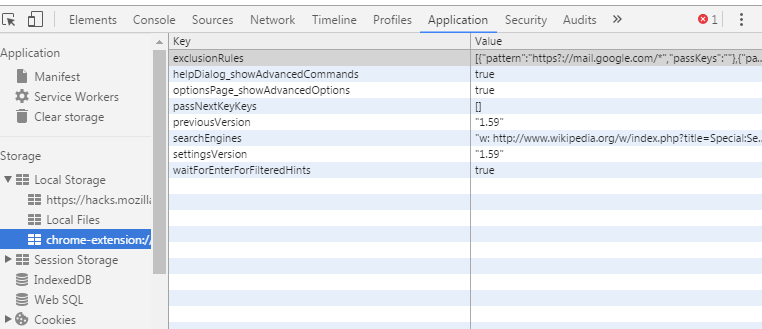 Elements Console Sources Network Timeline Profiles Application Security Audits » 1
Key Value
Application
Manifest
Service Workers
Clear storage
Storage
Local Storage
https://hacks.mozilla
Local Files
chrome-extension://
Session Storage
IndexedDB
Web SQL
Cookies
exclusionRules [{"pattern":"https?://mail.google.com/*","passKeys":""},{"pa...
helpDialog_showAdvancedCommands true
optionsPage_showAdvancedOptions true
passNextKeyKeys []
previousVersion "1.59"
searchEngines "w: http://www.wikipedia.org/w/index.php?title=Special:Se...
settingsVersion "1.59"
waitForEnterForFilteredHints true